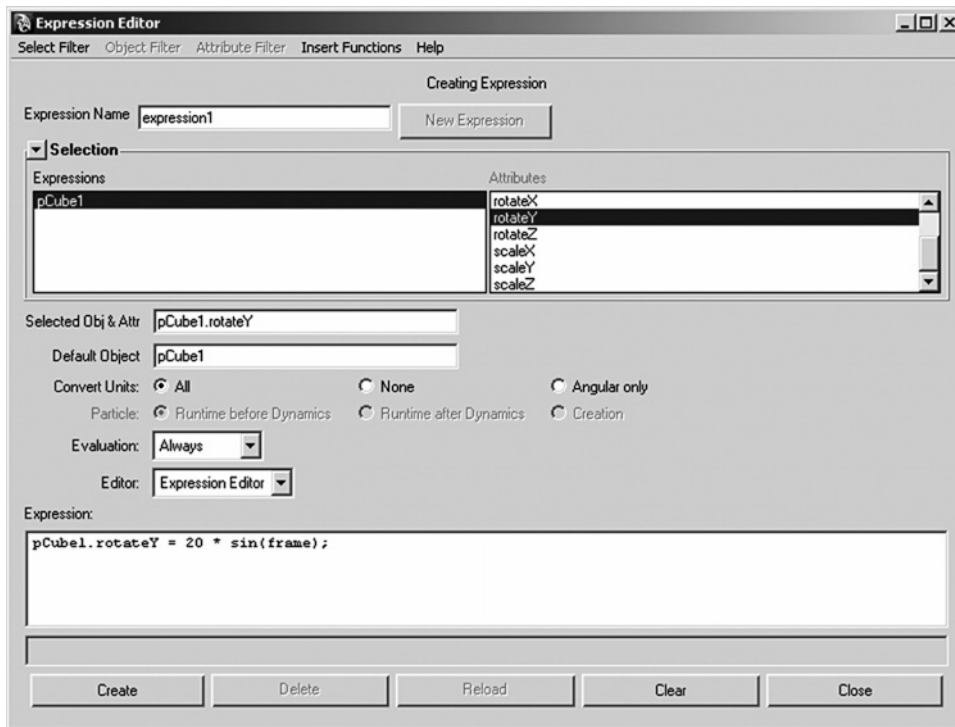 Expression Editor
Select Filter Object Filter Attribute Filter Insert Functions Help
Creating Expression
Expression Name expression1 New Expression
Selection
Expressions Attributes
pCube1 rotateX
rotateY
rotateZ
scaleX
scaleY
scaleZ
Selected Obj & Attr pCube1.rotateY
Default Object pCube1
Convert Units: All None Angular only
Particle: Runtime before Dynamics Runtime after Dynamics Creation
Evaluation: Always
Editor: Expression Editor
Expression:
pCube1.rotateY = 20 * sin(frame);
Create Delete Reload Clear Close